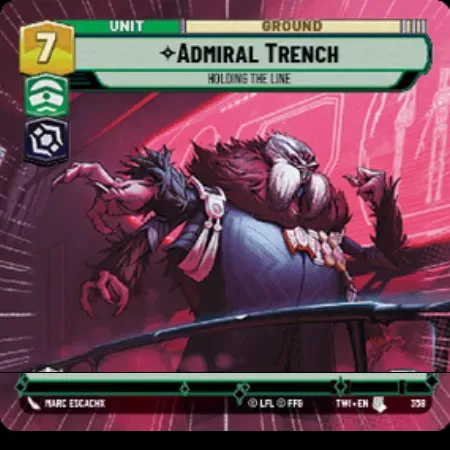 UNIT GROUND
7
ADMIRAL TRENCH
HOLDING THE LINE
MARC ESCACHX © LFL © FFG TWI • EN 358